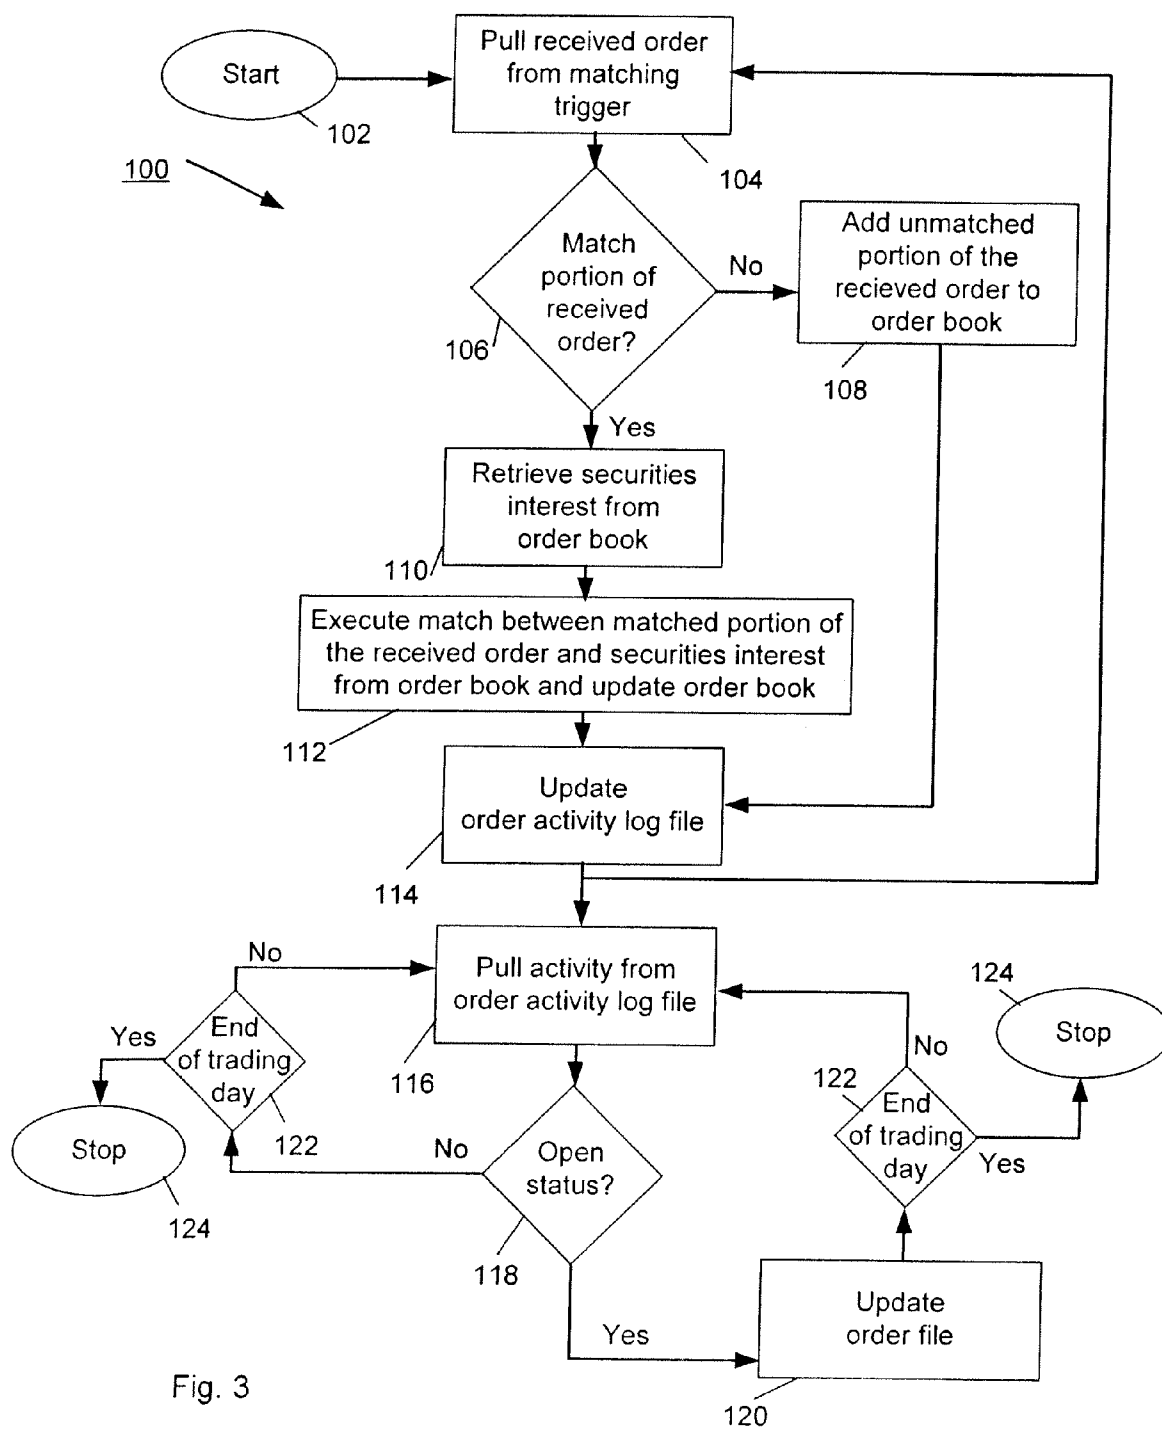 Start
102
100
Pull received order
from matching
trigger
104
Match
portion of
received
order?
106
No
Add unmatched
portion of the
recieved order to
order book
108
Yes
Retrieve securities
interest from
order book
110
Execute match between matched portion of
the received order and securities interest
from order book and update order book
112
Update
order activity log file
114
Pull activity from
order activity log file
116
No
Yes
End
of trading
day
122
Stop
124
No
Open
status?
118
Yes
Update
order file
120
122
End
of trading
day
No
Yes
124
Stop
Fig. 3